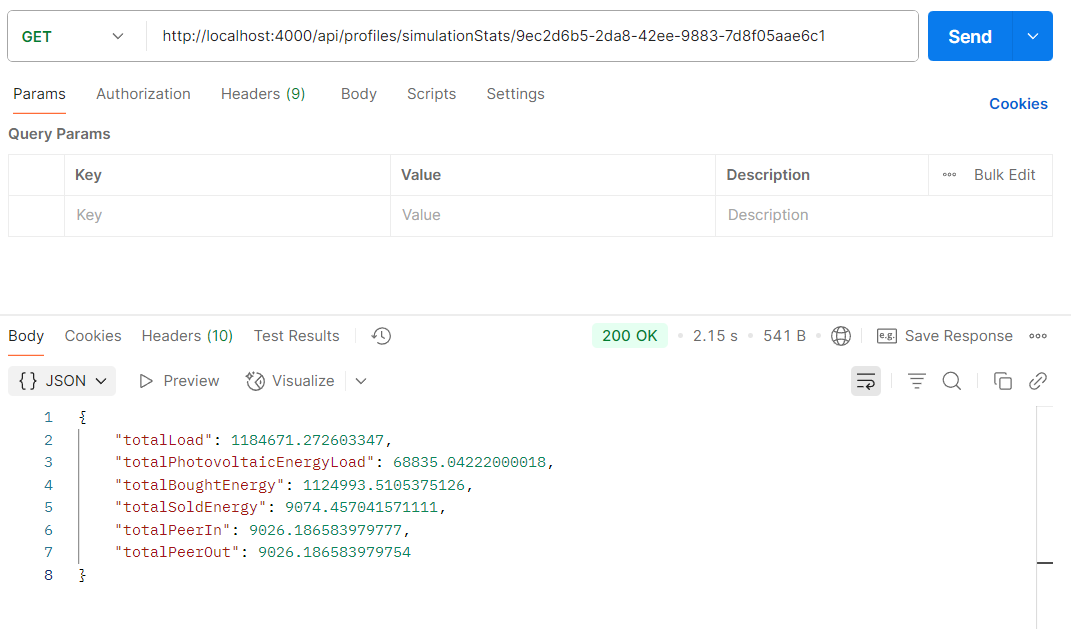 GET http://localhost:4000/api/profiles/simulationStats/9ec2d6b5-2da8-42ee-9883-7d8f05aae6c1 Send
Params Authorization Headers (9) Body Scripts Settings Cookies
Query Params
Key Value Description Bulk Edit
Key Value Description
Body Cookies Headers (10) Test Results 200 OK 2.15 s 541 B e.g. Save Response
{} JSON Preview Visualize
1 {
2 "totalLoad": 1184671.272603347,
3 "totalPhotovoltaicEnergyLoad": 68835.04222000018,
4 "totalBoughtEnergy": 1124993.5105375126,
5 "totalSoldEnergy": 9074.457041571111,
6 "totalPeerIn": 9026.186583979777,
7 "totalPeerOut": 9026.186583979754
8 }